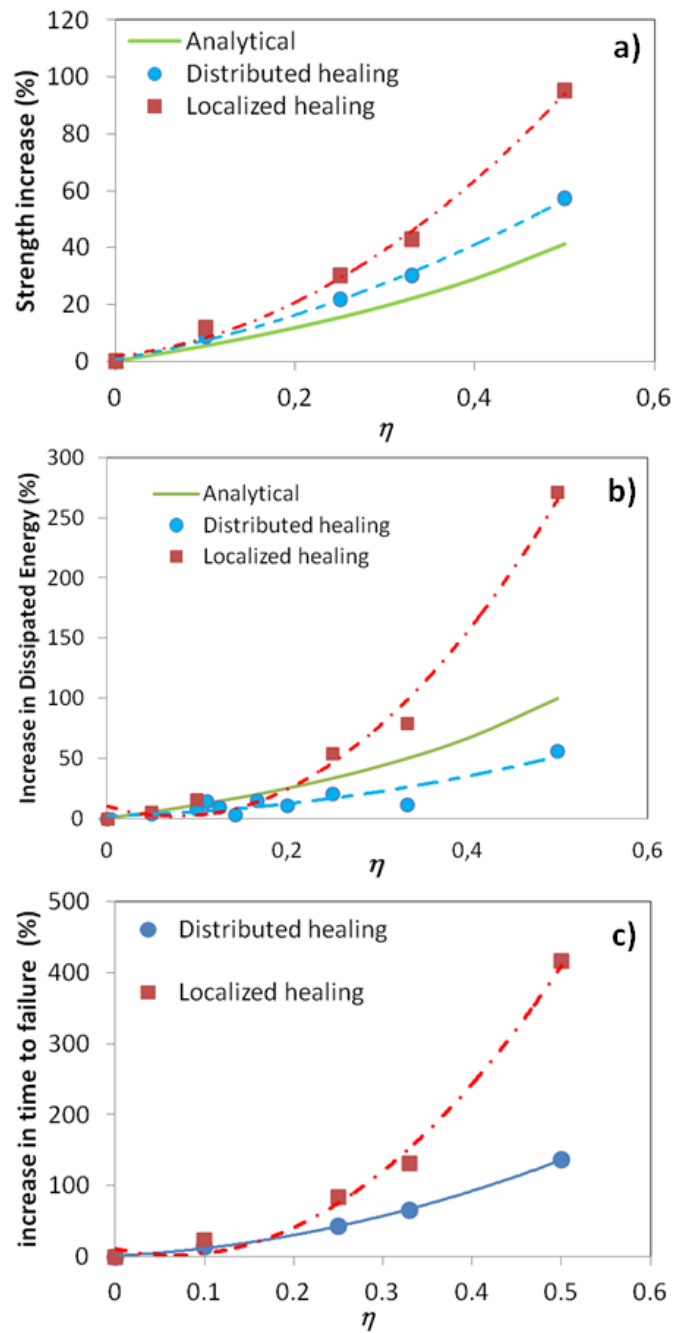 120
100
80
60
40
20
0
Strength increase (%)
Analytical
Distributed healing
Localized healing
a)
0
0,2
0,4
0,6
η
300
250
200
150
100
50
0
Increase in Dissipated Energy (%)
Analytical
Distributed healing
Localized healing
b)
0
0,2
0,4
0,6
η
500
400
300
200
100
0
increase in time to failure (%)
Distributed healing
Localized healing
c)
0
0.1
0.2
0.3
0.4
0.5
0.6
η